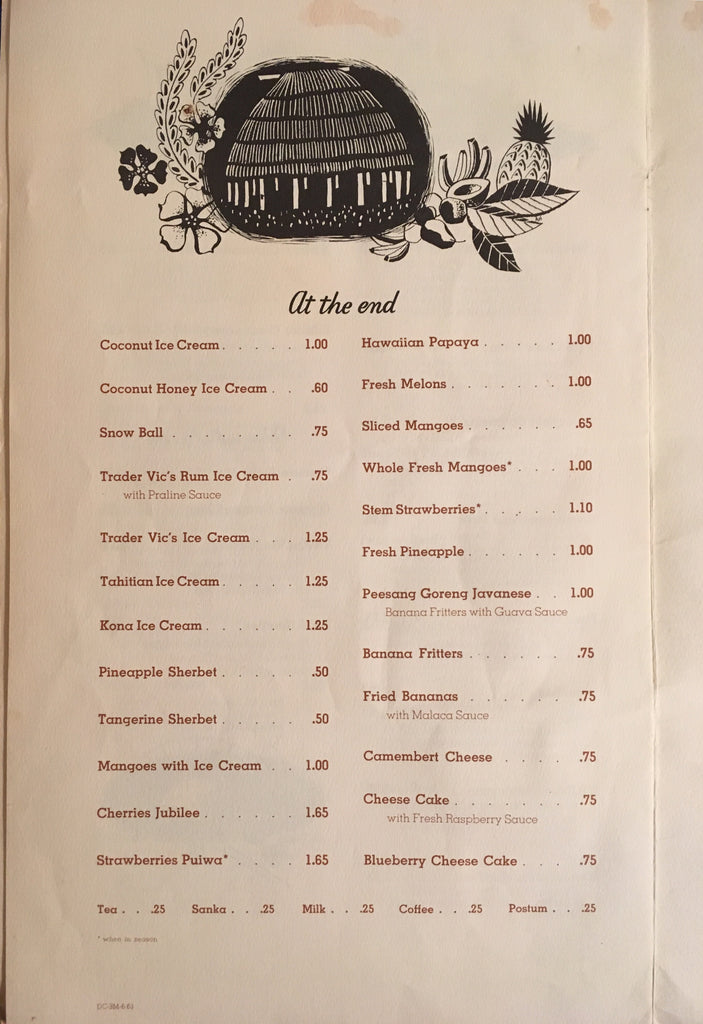 At the end
Coconut Ice Cream . . . . . 1.00
Coconut Honey Ice Cream . . .60
Snow Ball . . . . . . . . .75
Trader Vic's Rum Ice Cream . .75
with Praline Sauce
Trader Vic's Ice Cream . . . 1.25
Tahitian Ice Cream . . . . . 1.25
Kona Ice Cream . . . . . . 1.25
Pineapple Sherbet . . . . . .50
Tangerine Sherbet . . . . . .50
Mangoes with Ice Cream . . 1.00
Cherries Jubilee . . . . . . 1.65
Strawberries Puiwa* . . . . 1.65
Hawaiian Papaya . . . . . 1.00
Fresh Melons . . . . . . . 1.00
Sliced Mangoes . . . . . . .65
Whole Fresh Mangoes* . . . 1.00
Stem Strawberries* . . . . . 1.10
Fresh Pineapple . . . . . . 1.00
Peesang Goreng Javanese . . 1.00
Banana Fritters with Guava Sauce
Banana Fritters . . . . . . .75
Fried Bananas . . . . . . .75
with Malaca Sauce
Camembert Cheese . . . . .75
Cheese Cake . . . . . . . .75
with Fresh Raspberry Sauce
Blueberry Cheese Cake . . . .75
Tea . . .25 Sanka . . .25 Milk . . .25 Coffee . . .25 Postum . . .25
* when in season